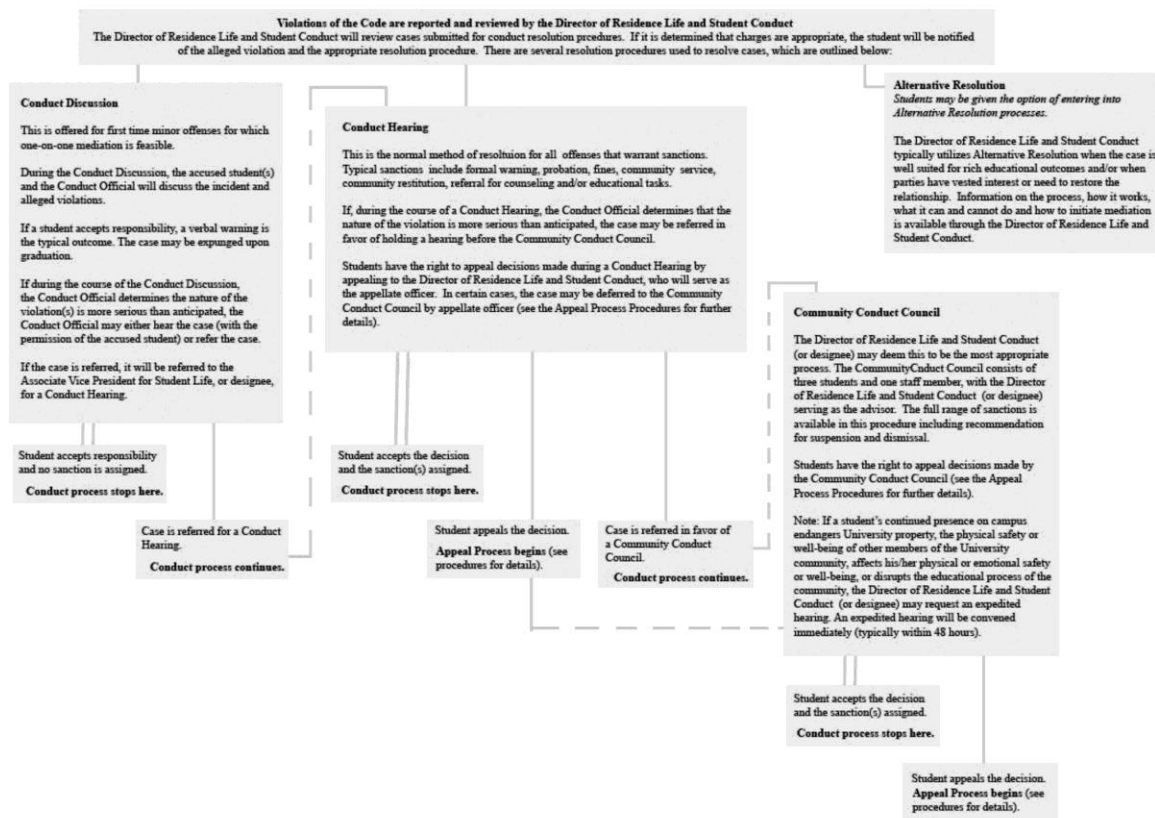 Violations of the Code are reported and reviewed by the Director of Residence Life and Student Conduct
The Director of Residence Life and Student Conduct will review cases submitted for conduct resolution prcedures. If it is determined that charges are appropriate, the student will be notified
of the alleged violation and the appropriate resolution procedure. There are several resolution procedures used to resolve cases, which are outlined below:
Conduct Discussion
This is offered for first time minor offenses for which
one-on-one mediation is feasible.
During the Conduct Discussion, the accused student(s)
and the Conduct Official will discuss the incident and
alleged violations.
If a student accepts responsibility, a verbal warning is
the typical outcome. The case may be expunged upon
graduation.
If during the course of the Conduct Discussion,
the Conduct Official determines the nature of the
violation(s) is more serious than anticipated, the
Conduct Official may either hear the case (with the
permission of the accused student) or refer the case.
If the case is referred, it will be referred to the
Associate Vice President for Student Life, or designee,
for a Conduct Hearing.
Student accepts responsibility
and no sanction is assigned.
Conduct process stops here.
Case is referred for a Conduct
Hearing.
Conduct process continues.
Conduct Hearing
This is the normal method of resoltuion for all offenses that warrant sanctions.
Typical sanctions include formal warning, probation, fines, community service,
community restitution, referral for counseling and/or educational tasks.
If, during the course of a Conduct Hearing, the Conduct Official determines that the
nature of the violation is more serious than anticipated, the case may be referred in
favor of holding a hearing before the Community Conduct Council.
Students have the right to appeal decisions made during a Conduct Hearing by
appealing to the Director of Residence Life and Student Conduct, who will serve as
the appellate officer. In certain cases, the case may be deferred to the Community
Conduct Council by appellate officer (see the Appeal Process Procedures for further
details).
Student accepts the decision
and the sanction(s) assigned.
Conduct process stops here.
Student appeals the decision.
Appeal Process begins (see
procedures for details).
Case is referred in favor of
a Community Conduct
Council.
Conduct process continues.
Alternative Resolution
Students may be given the option of entering into
Alternative Resolution processes.
The Director of Residence Life and Student Conduct
typically utilizes Alternative Resolution when the case is
well suited for rich educational outcomes and/or when
parties have vested interest or need to restore the
relationship. Information on the process, how it works,
what it can and cannot do and how to initiate mediation
is available through the Director of Residence Life and
Student Conduct.
Community Conduct Council
The Director of Residence Life and Student Conduct
(or designee) may deem this to be the most appropriate
process. The CommunityCnduct Council consists of
three students and one staff member, with the Director
of Residence Life and Student Conduct (or designee)
serving as the advisor. The full range of sanctions is
available in this procedure including recommendation
for suspension and dismissal.
Students have the right to appeal decisions made by
the Community Conduct Council (see the Appeal
Process Procedures for further details).
Note: If a student's continued presence on campus
endangers University property, the physical safety or
well-being of other members of the University
community, affects his/her physical or emotional safety
or well-being, or disrupts the educational process of the
community, the Director of Residence Life and Student
Conduct (or designee) may request an expedited
hearing. An expedited hearing will be convened
immediately (typically within 48 hours).
Student accepts the decision
and the sanction(s) assigned.
Conduct process stops here.
Student appeals the decision.
Appeal Process begins (see
procedures for details).